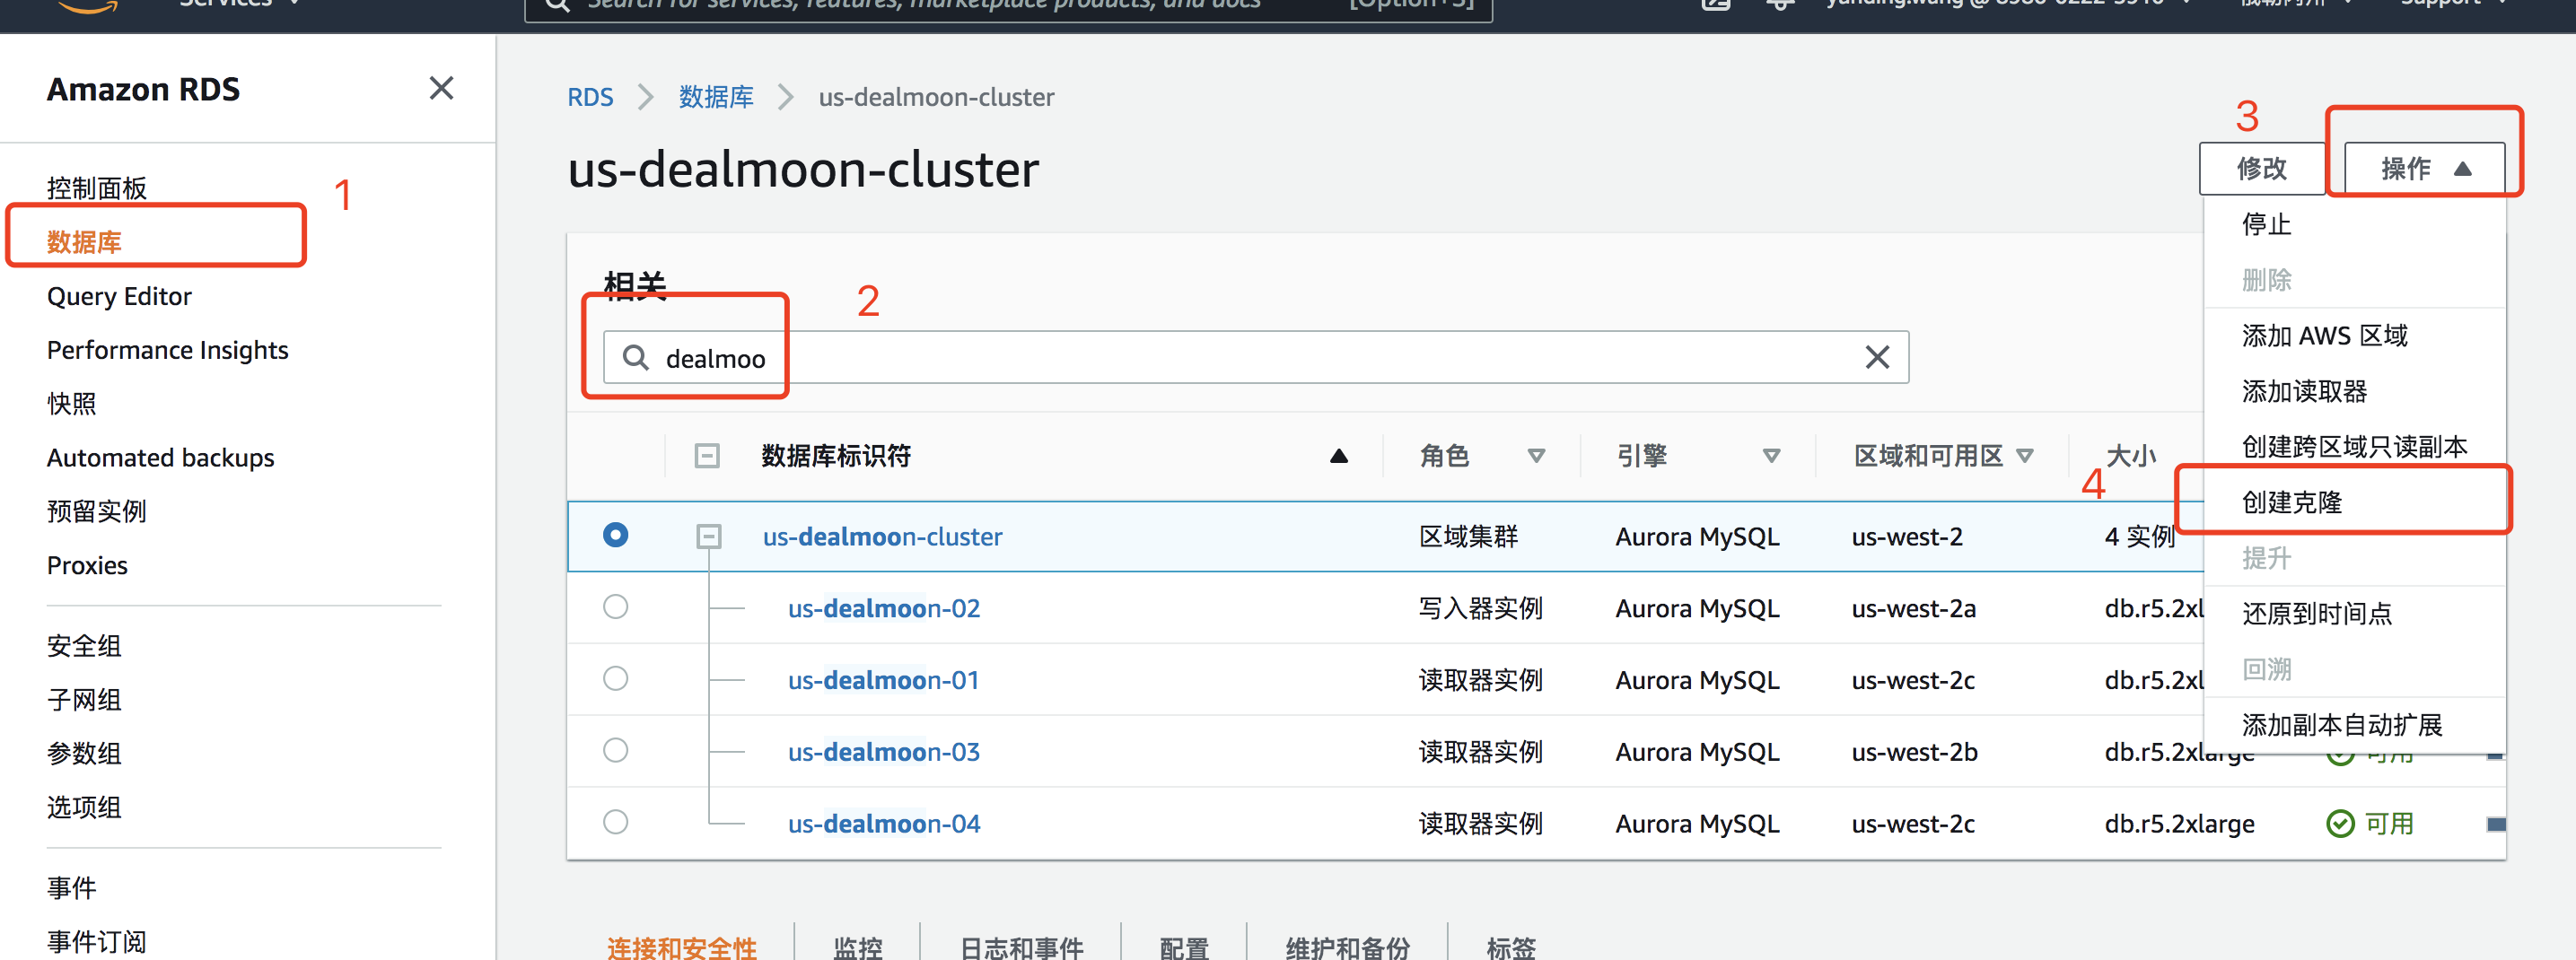 Services
Search for services, features, marketplace products, and docs
[Option+S]
Support
Amazon RDS
RDS
数据库
us-dealmoon-cluster
3
us-dealmoon-cluster
修改
操作
控制面板
1
数据库
停止
相关
2
删除
Query Editor
dealmoo
添加 AWS 区域
Performance Insights
添加读取器
快照
创建跨区域只读副本
Automated backups
数据库标识符
角色
引擎
区域和可用区
大小
4
创建克隆
预留实例
us-dealmoon-cluster
区域集群
Aurora MySQL
us-west-2
4 实例
提升
Proxies
us-dealmoon-02
写入器实例
Aurora MySQL
us-west-2a
db.r5.2xl
还原到时间点
安全组
us-dealmoon-01
读取器实例
Aurora MySQL
us-west-2c
db.r5.2xl
回溯
子网组
添加副本自动扩展
参数组
us-dealmoon-03
读取器实例
Aurora MySQL
us-west-2b
db.r5.2xlarge
可用
选项组
us-dealmoon-04
读取器实例
Aurora MySQL
us-west-2c
db.r5.2xlarge
可用
事件
事件订阅
连接和安全性
监控
日志和事件
配置
维护和备份
标签